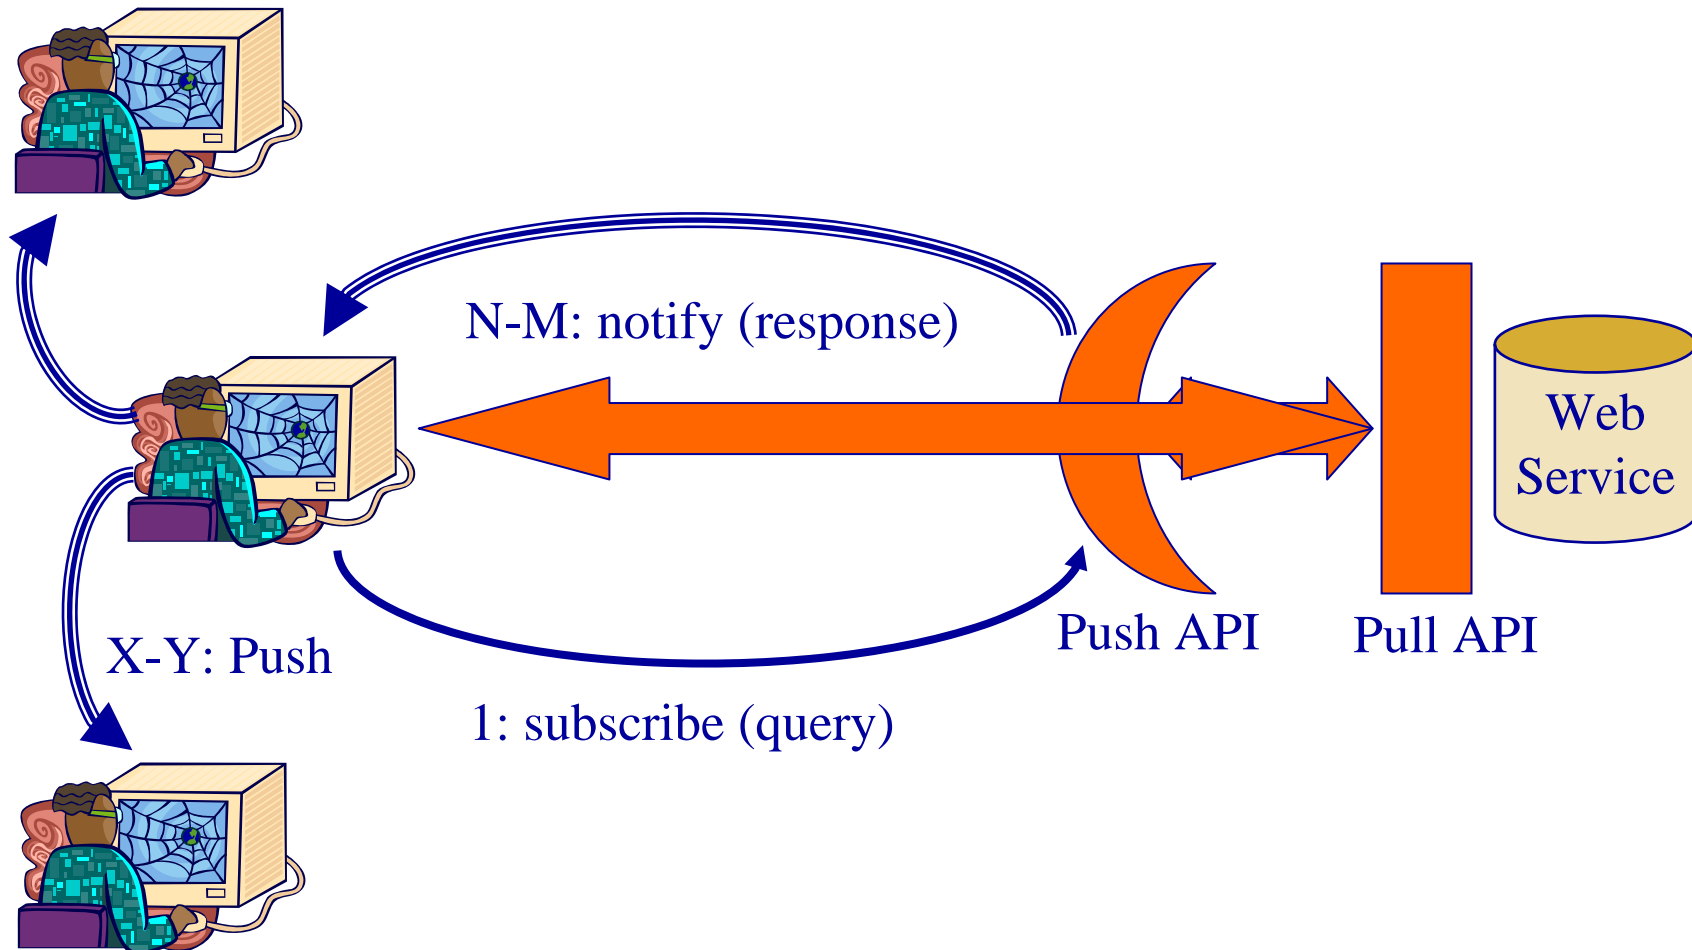 N-M: notify (response)
Web
Service
Push API
Pull API
X-Y: Push
1: subscribe (query)